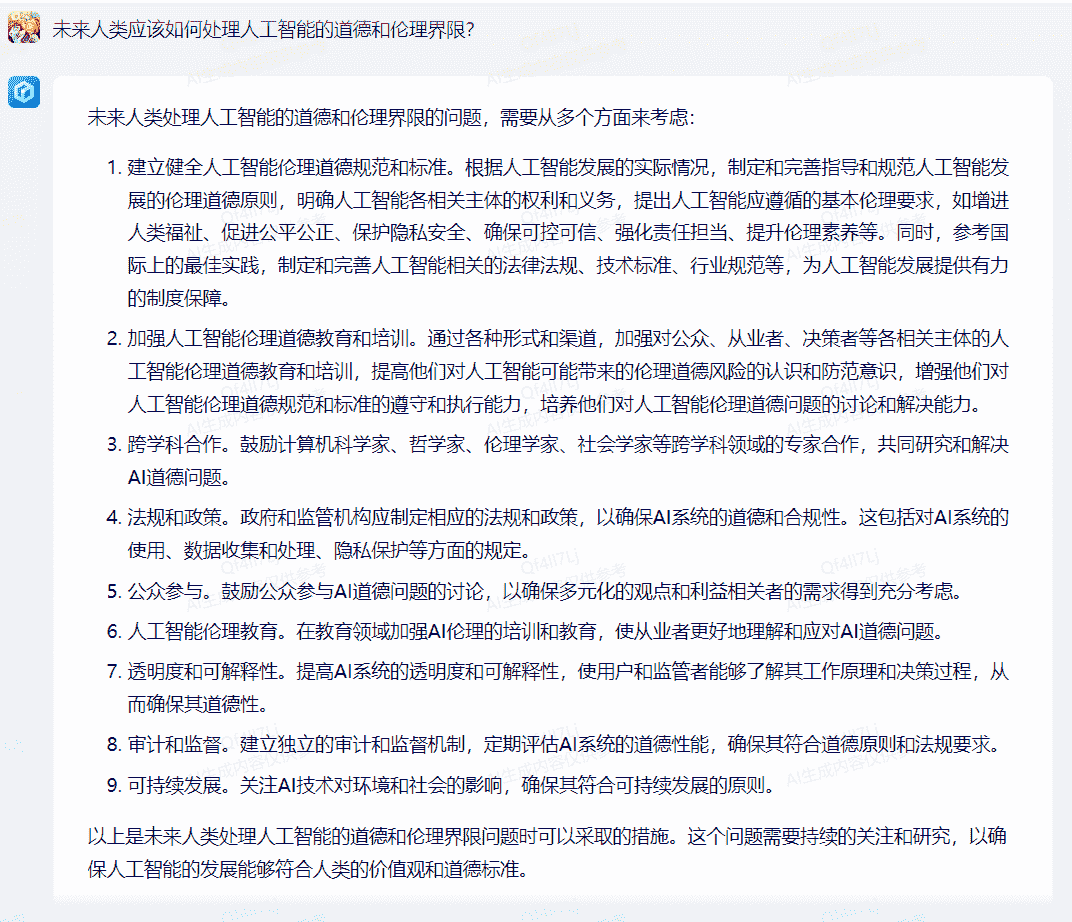 未来人类应该如何处理人工智能的道德和伦理界限?
未来人类处理人工智能的道德和伦理界限的问题，需要从多个方面来考虑：
1. 建立健全人工智能伦理道德规范和标准。根据人工智能发展的实际情况，制定和完善指导和规范人工智能发
展的伦理道德原则，明确人工智能各相关主体的权利和义务，提出人工智能应遵循的基本伦理要求，如增进
人类福祉、促进公平公正、保护隐私安全、确保可控可信、强化责任担当、提升伦理素养等。同时，参考国
际上的最佳实践，制定和完善人工智能相关的法律法规、技术标准、行业规范等，为人工智能发展提供有力
的制度保障。
2. 加强人工智能伦理道德教育和培训。通过各种形式和渠道，加强对公众、从业者、决策者等各相关主体的人
工智能伦理道德教育和培训，提高他们对人工智能可能带来的伦理道德风险的认识和防范意识，增强他们对
人工智能伦理道德规范和标准的遵守和执行能力，培养他们对人工智能伦理道德问题的讨论和解决能力。
3. 跨学科合作。鼓励计算机科学家、哲学家、伦理学家、社会学家等跨学科领域的专家合作，共同研究和解决
AI道德问题。
4. 法规和政策。政府和监管机构应制定相应的法规和政策，以确保AI系统的道德和合规性。这包括对AI系统的
使用、数据收集和处理、隐私保护等方面的规定。
5. 公众参与。鼓励公众参与AI道德问题的讨论，以确保多元化的观点和利益相关者的需求得到充分考虑。
6. 人工智能伦理教育。在教育领域加强AI伦理的培训和教育，使从业者更好地理解和应对AI道德问题。
7. 透明度和可解释性。提高AI系统的透明度和可解释性，使用户和监管者能够了解其工作原理和决策过程，从
而确保其道德性。
8. 审计和监督。建立独立的审计和监督机制，定期评估AI系统的道德性能，确保其符合道德原则和法规要求。
9. 可持续发展。关注AI技术对环境和社会的影响，确保其符合可持续发展的原则。
以上是未来人类处理人工智能的道德和伦理界限问题时可以采取的措施。这个问题需要持续的关注和研究，以确
保人工智能的发展能够符合人类的价值观和道德标准。